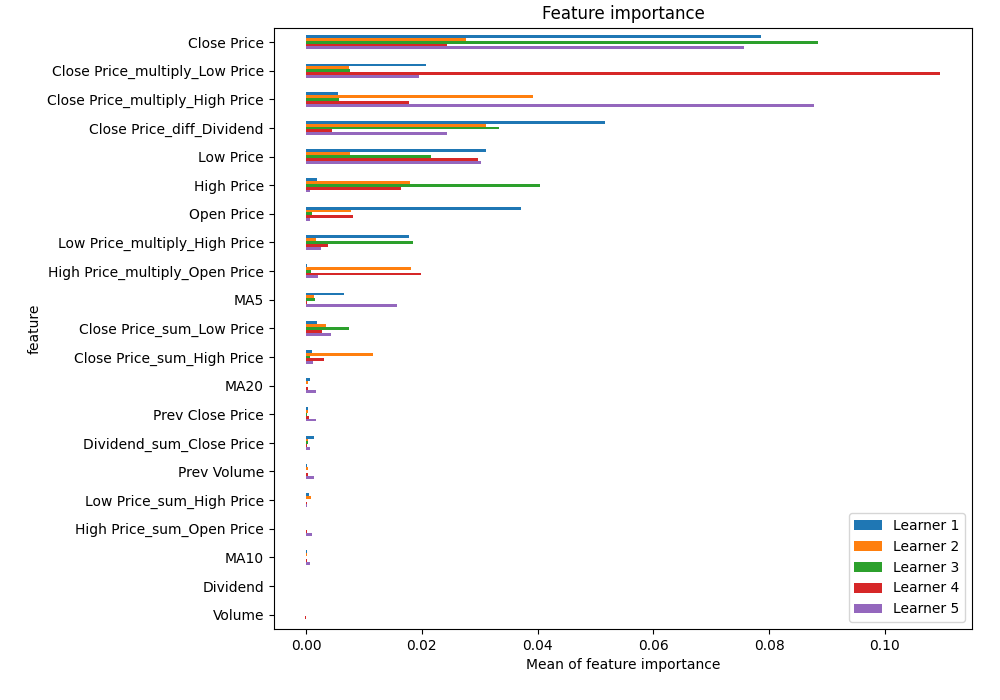 Feature importance
Close Price
Close Price_multiply_Low Price
Close Price_multiply_High Price
Close Price_diff_Dividend
Low Price
High Price
Open Price
Low Price_multiply_High Price
High Price_multiply_Open Price
MA5
Close Price_sum_Low Price
Close Price_sum_High Price
MA20
Prev Close Price
Dividend_sum_Close Price
Prev Volume
Low Price_sum_High Price
High Price_sum_Open Price
MA10
Dividend
Volume
feature
Learner 1
Learner 2
Learner 3
Learner 4
Learner 5
0.00 0.02 0.04 0.06 0.08 0.10
Mean of feature importance